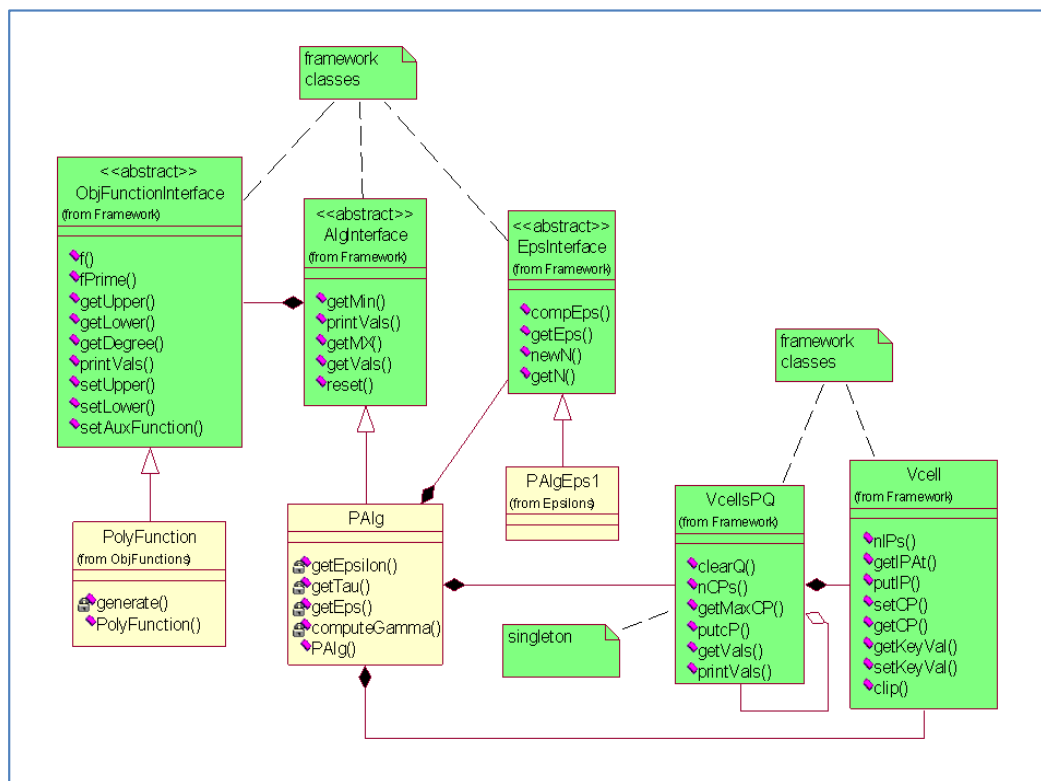 framework
classes
<<abstract>>
ObjFunctionInterface
(from Framework)
f()
fPrime()
getUpper()
getLower()
getDegree()
printVals()
setUpper()
setLower()
setAuxFunction()
<<abstract>>
AlgInterface
(from Framework)
getMin()
printVals()
getMX()
getVals()
reset()
<<abstract>>
EpsInterface
(from Framework)
compEps()
getEps()
newN()
getN()
framework
classes
PolyFunction
(from ObjFunctions)
generate()
PolyFunction()
PAlg
getEpsilon()
getTau()
getEps()
computeGamma()
PAlg()
PAlgEps1
(from Epsilons)
singleton
VcellsPQ
(from Framework)
clearQ()
nCPs()
getMaxCP()
putcP()
getVals()
printVals()
Vcell
(from Framework)
nIPs()
getIPAt()
putIP()
setCP()
getCP()
getKeyVal()
setKeyVal()
clip()